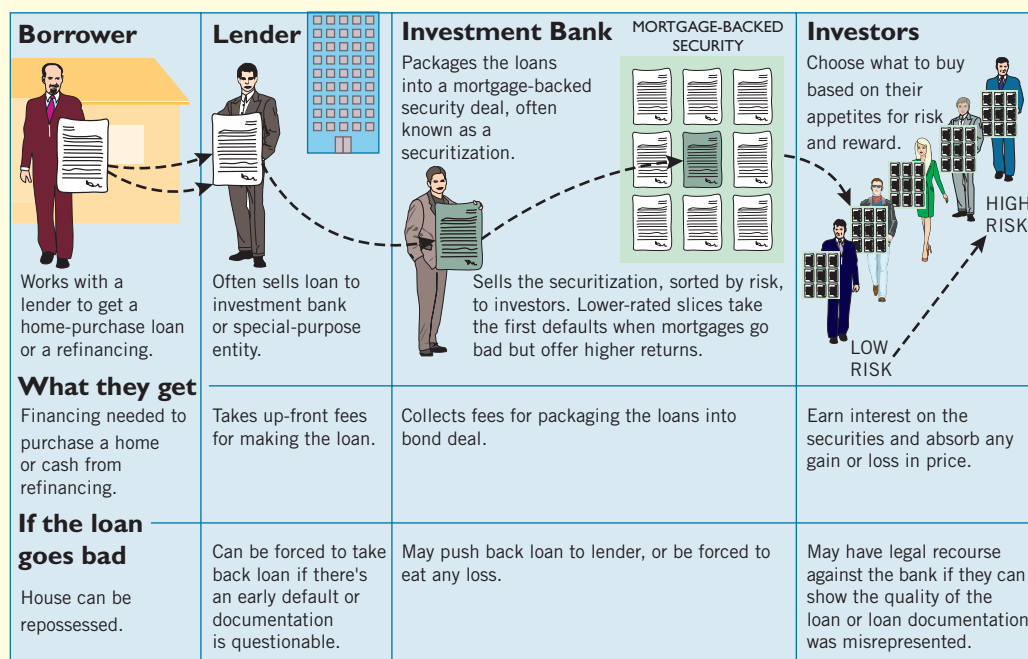 Borrower
Works with a
lender to get a
home-purchase loan
or a refinancing.
Lender
Often sells loan to
investment bank
or special-purpose
entity.
Investment Bank
Packages the loans
into a mortgage-backed
security deal, often
known as a
securitization.
MORTGAGE-BACKED
SECURITY
Sells the securitization, sorted by risk,
to investors. Lower-rated slices take
the first defaults when mortgages go
bad but offer higher returns.
Investors
Choose what to buy
based on their
appetites for risk
and reward.
HIGH
RISK
LOW
RISK
What they get
Financing needed to
purchase a home
or cash from
refinancing.
Takes up-front fees
for making the loan.
Collects fees for packaging the loans into
bond deal.
Earn interest on the
securities and absorb any
gain or loss in price.
If the loan
goes bad
House can be
repossessed.
Can be forced to take
back loan if there's
an early default or
documentation
is questionable.
May push back loan to lender, or be forced to
eat any loss.
May have legal recourse
against the bank if they can
show the quality of the
loan or loan documentation
was misrepresented.